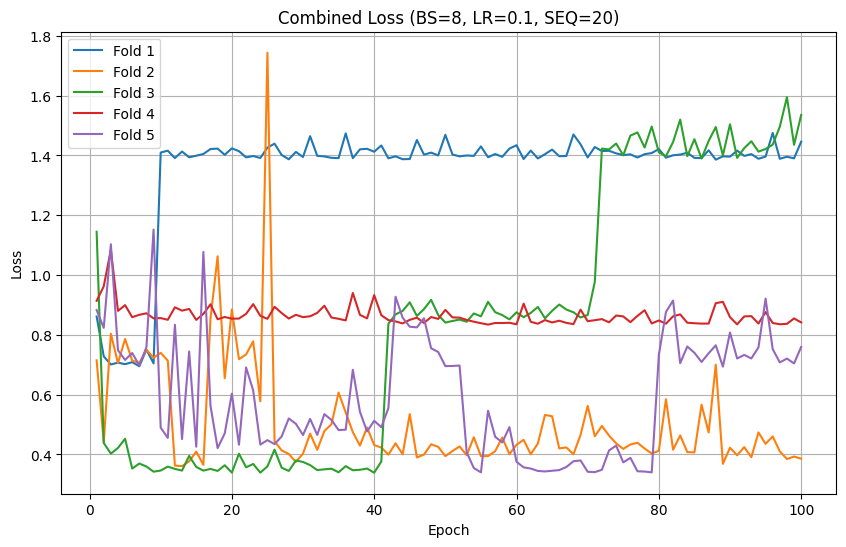 Combined Loss (BS=8, LR=0.1, SEQ=20)
Fold 1
Fold 2
Fold 3
Fold 4
Fold 5
Loss
1.8
1.6
1.4
1.2
1.0
0.8
0.6
0.4
0 20 40 60 80 100
Epoch